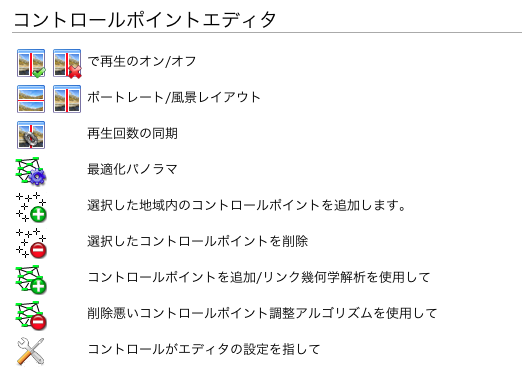 コントロールポイントエディタ
で再生のオン/オフ
ポートレート/風景レイアウト
再生回数の同期
最適化パノラマ
選択した地域内のコントロールポイントを追加します。
選択したコントロールポイントを削除
コントロールポイントを追加/リンク幾何学解析を使用して
削除悪いコントロールポイント調整アルゴリズムを使用して
コントロールがエディタの設定を指して